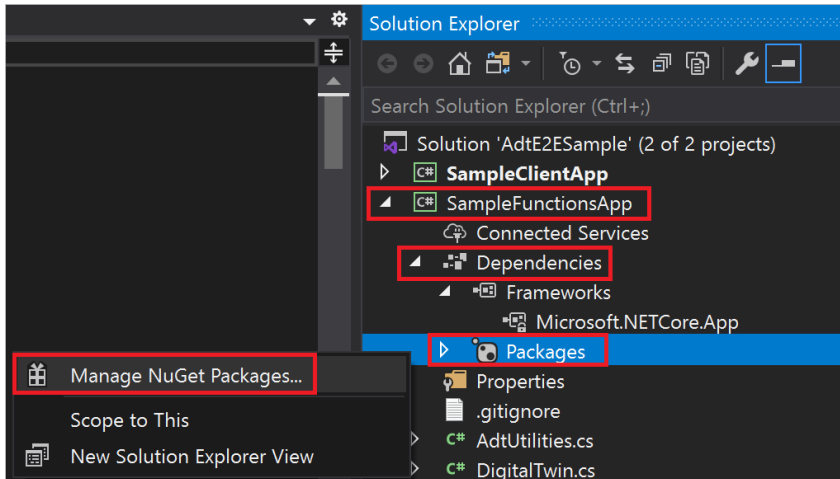 Solution Explorer
Search Solution Explorer (Ctrl+;)
Solution 'AdtE2ESample' (2 of 2 projects)
C# SampleClientApp
C# SampleFunctionsApp
Connected Services
Dependencies
Frameworks
Microsoft.NETCore.App
Packages
Manage NuGet Packages...
Properties
Scope to This
.gitignore
C# AdtUtilities.cs
New Solution Explorer View
C# DigitalTwin.cs